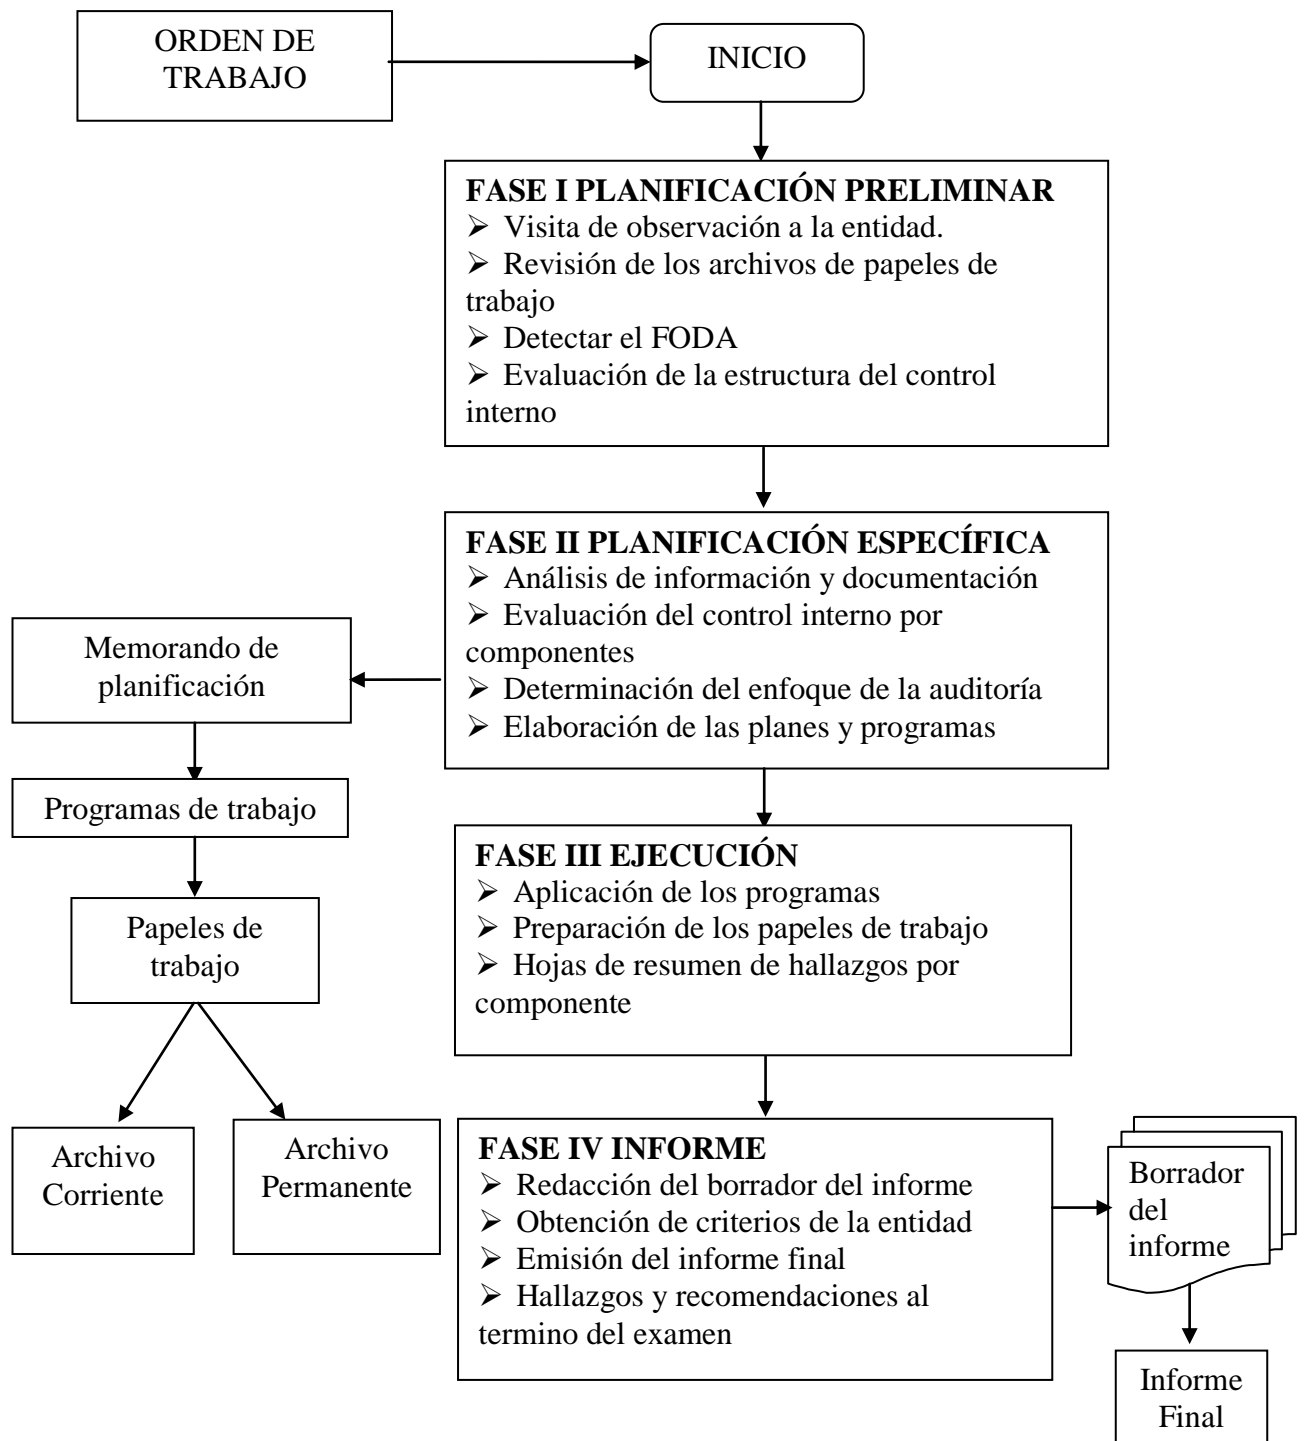 ORDEN DE
TRABAJO
INICIO
FASE I PLANIFICACIÓN PRELIMINAR
➢ Visita de observación a la entidad.
➢ Revisión de los archivos de papeles de
trabajo
➢ Detectar el FODA
➢ Evaluación de la estructura del control
interno
FASE II PLANIFICACIÓN ESPECÍFICA
➢ Análisis de información y documentación
➢ Evaluación del control interno por
componentes
➢ Determinación del enfoque de la auditoría
➢ Elaboración de las planes y programas
Memorando de
planificación
Programas de trabajo
Papeles de
trabajo
Archivo
Corriente
Archivo
Permanente
FASE III EJECUCIÓN
➢ Aplicación de los programas
➢ Preparación de los papeles de trabajo
➢ Hojas de resumen de hallazgos por
componente
FASE IV INFORME
➢ Redacción del borrador del informe
➢ Obtención de criterios de la entidad
➢ Emisión del informe final
➢ Hallazgos y recomendaciones al
termino del examen
Borrador
del
informe
Informe
Final